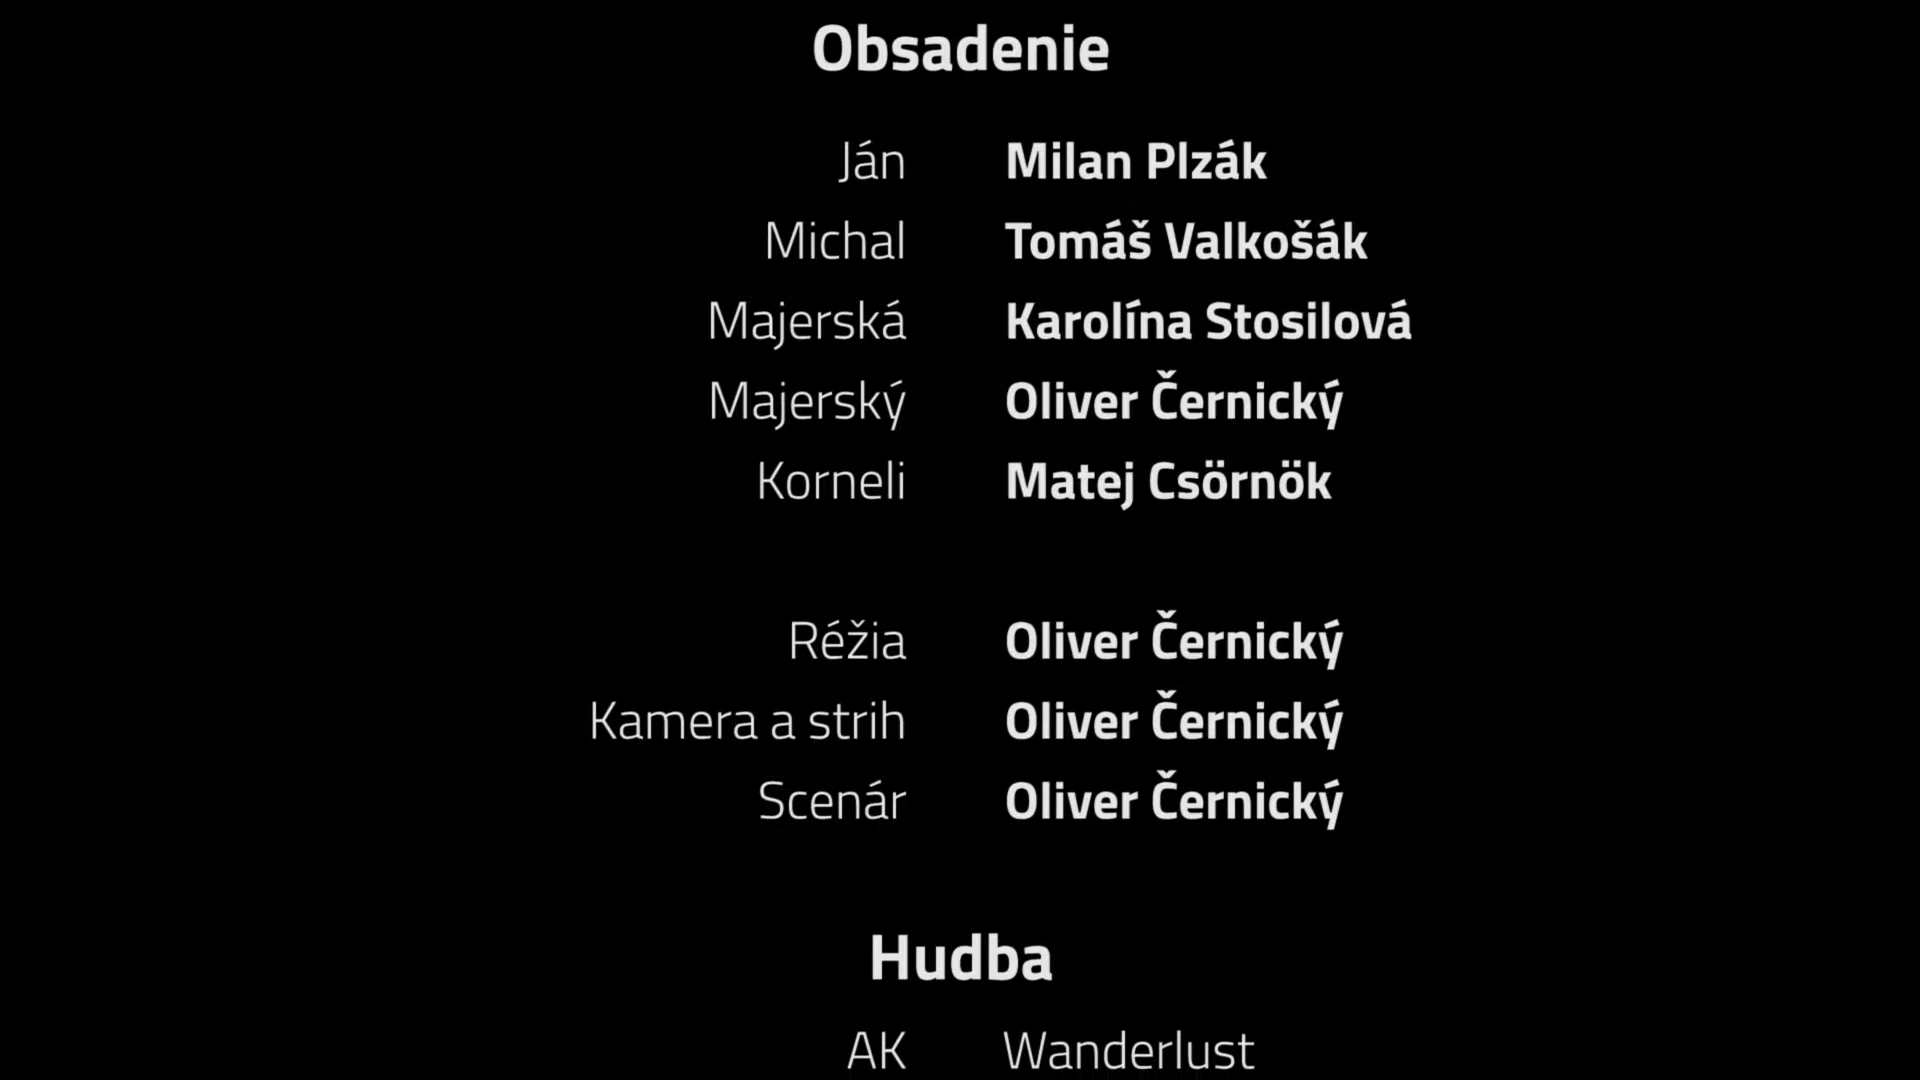 Obsadenie
Ján Milan Plzák
Michal Tomáš Valkošák
Majerská Karolína Stosilová
Majerský Oliver Černický
Korneli Matej Csörnök
Réžia Oliver Černický
Kamera a strih Oliver Černický
Scenár Oliver Černický
Hudba
AK Wanderlust